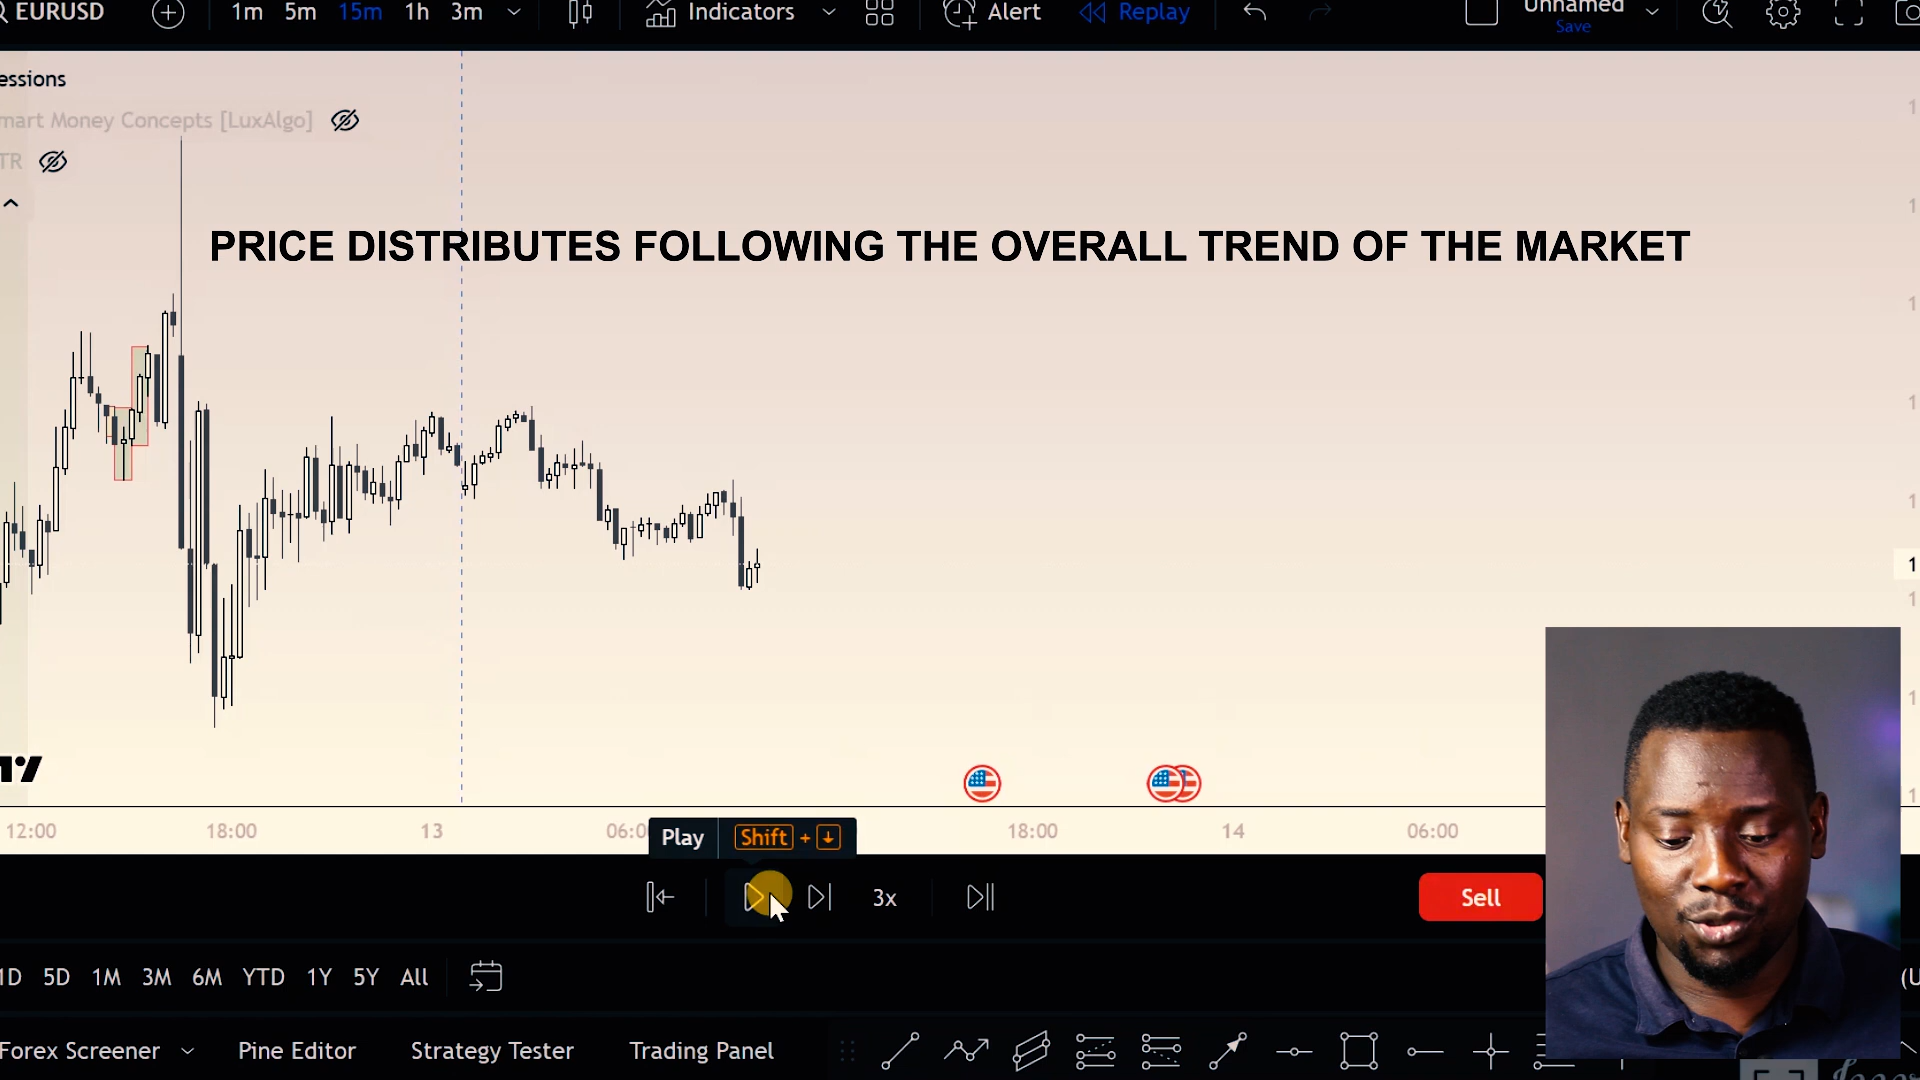 EURUSD 1m 5m 15m 1h 3m Indicators Alert Replay Unnamed
Save
essions
mart Money Concepts [LuxAlgo]
TR
PRICE DISTRIBUTES FOLLOWING THE OVERALL TREND OF THE MARKET
12:00 18:00 13 06:0 18:00 14 06:00
Play Shift + ↓
3x Sell
1D 5D 1M 3M 6M YTD 1Y 5Y All (U
Forex Screener Pine Editor Strategy Tester Trading Panel